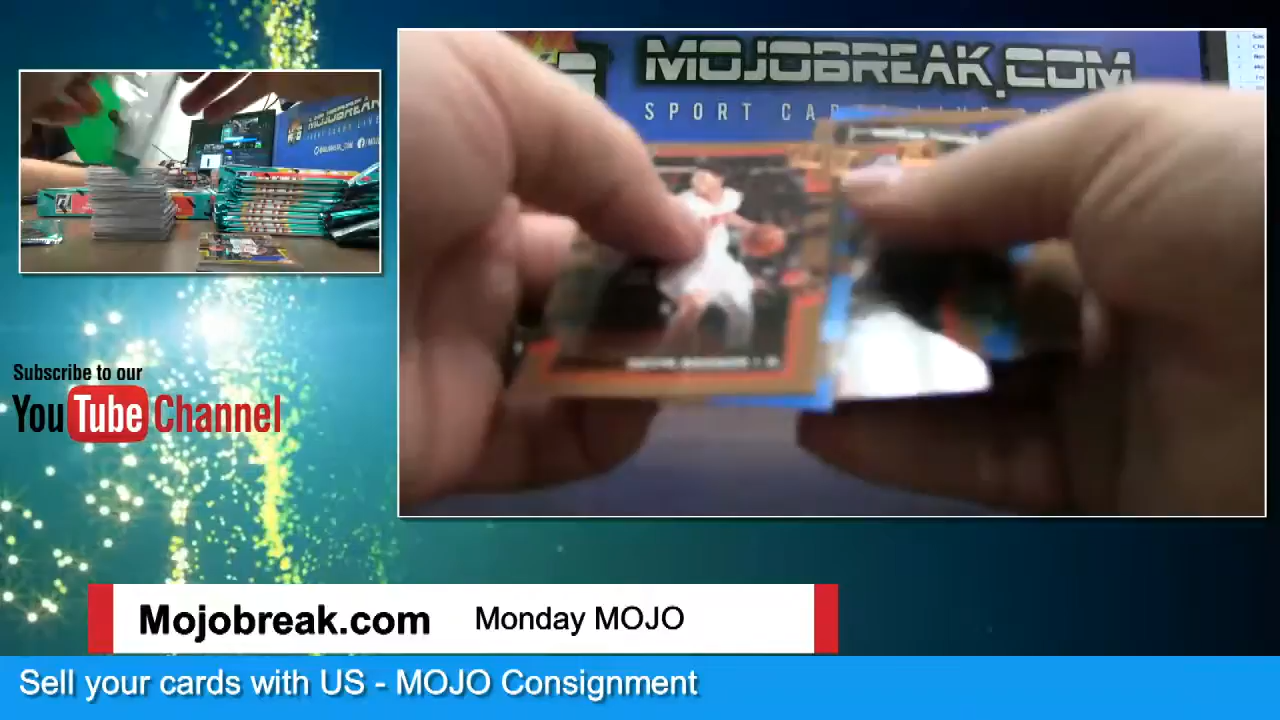 MOJOBREAK.COM
SPORT
MOJOBREAK
Subscribe to our
YouTube Channel
Mojobreak.com Monday MOJO
Sell your cards with US - MOJO Consignment